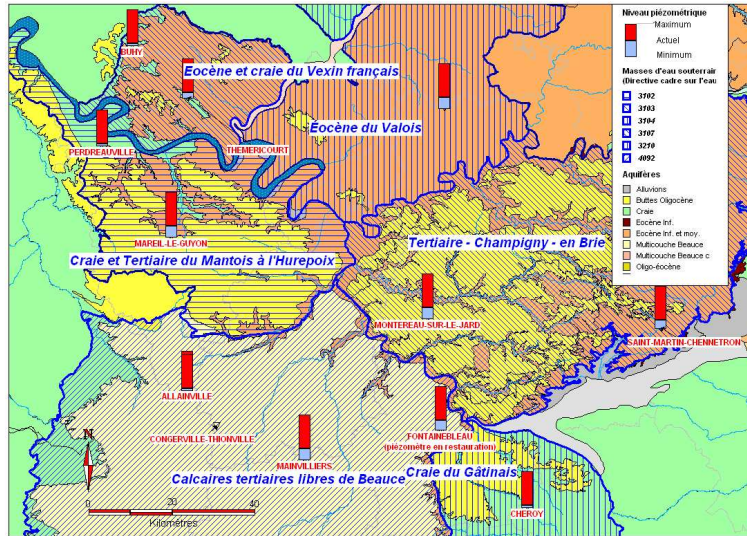 BUHY
Eocène et craie du Vexin français
Eocène du Valois
PERDREAUVILLE
THEMERICOURT
MAREIL-LE-GUYON
Craie et Tertiaire du Mantois à l'Hurepoix
Tertiaire - Champigny - en Brie
MONTEREAU-SUR-LE-JARD
SAINT-MARTIN-CHENNETRON
ALLAINVILLE
CONGERVILLE-THIONVILLE
MAINVILLIERS
FONTAINEBLEAU
(piézomètre en restauration)
Calcaires tertiaires libres de Beauce
Craie du Gâtinais
CHEROY
N
0 20 40
Kilomètres
Niveau piézométrique
Maximum
Actuel
Minimum
Masses d'eau souterrain
(Directive cadre sur l'eau
3102
3103
3104
3107
3210
4092
Aquifères
Alluvions
Buttes Oligocène
Craie
Eocène Inf.
Eocène Inf. et moy.
Multicouche Beauce
Multicouche Beauce c
Oligo-éocène